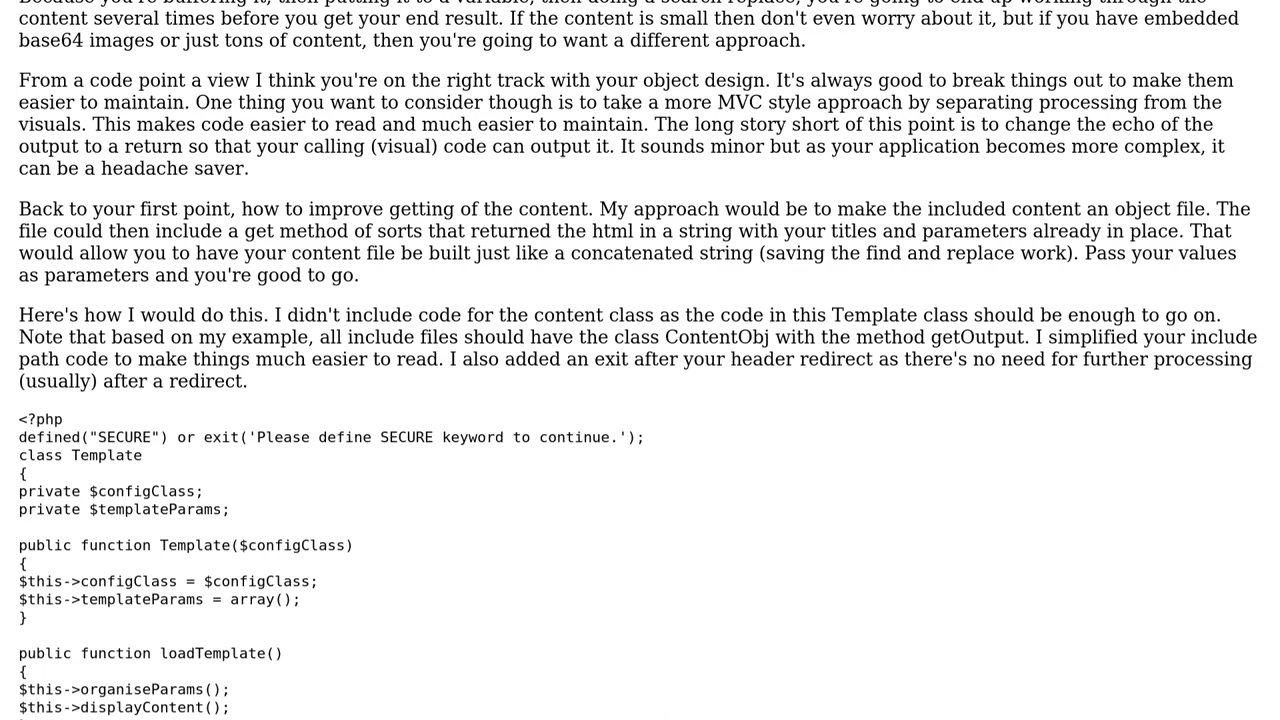 content several times before you get your end result. If the content is small then don't even worry about it, but if you have embedded
base64 images or just tons of content, then you're going to want a different approach.
From a code point a view I think you're on the right track with your object design. It's always good to break things out to make them
easier to maintain. One thing you want to consider though is to take a more MVC style approach by separating processing from the
visuals. This makes code easier to read and much easier to maintain. The long story short of this point is to change the echo of the
output to a return so that your calling (visual) code can output it. It sounds minor but as your application becomes more complex, it
can be a headache saver.
Back to your first point, how to improve getting of the content. My approach would be to make the included content an object file. The
file could then include a get method of sorts that returned the html in a string with your titles and parameters already in place. That
would allow you to have your content file be built just like a concatenated string (saving the find and replace work). Pass your values
as parameters and you're good to go.
Here's how I would do this. I didn't include code for the content class as the code in this Template class should be enough to go on.
Note that based on my example, all include files should have the class ContentObj with the method getOutput. I simplified your include
path code to make things much easier to read. I also added an exit after your header redirect as there's no need for further processing
(usually) after a redirect.
<?php
defined("SECURE") or exit('Please define SECURE keyword to continue.');
class Template
{
private $configClass;
private $templateParams;
public function Template($configClass)
{
$this->configClass = $configClass;
$this->templateParams = array();
}
public function loadTemplate()
{
$this->organiseParams();
$this->displayContent();